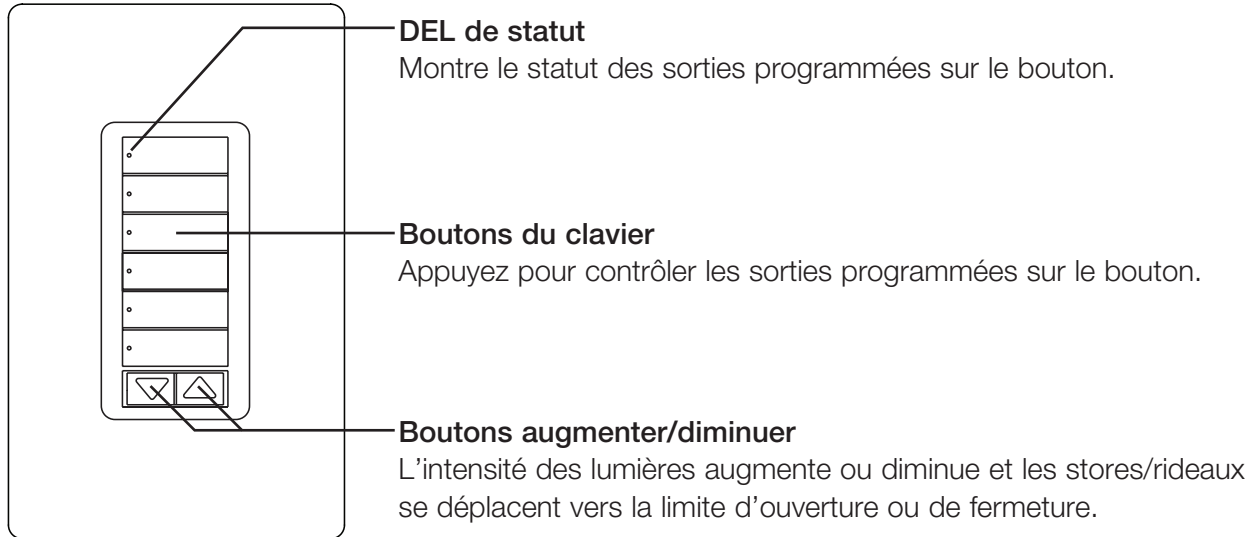 DEL de statut
Montre le statut des sorties programmées sur le bouton.
Boutons du clavier
Appuyez pour contrôler les sorties programmées sur le bouton.
Boutons augmenter/diminuer
L’intensité des lumières augmente ou diminue et les stores/rideaux
se déplacent vers la limite d’ouverture ou de fermeture.